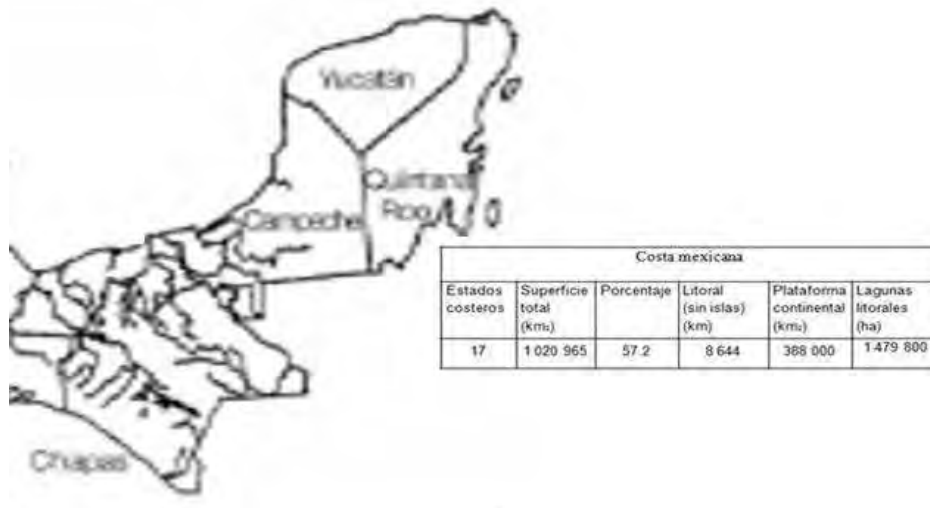 Yucatán
Quintana
Roo
Campeche
Chiapas
Costa mexicana
Estados costeros
Superficie total (km₂)
Porcentaje
Litoral (sin islas) (km)
Plataforma continental (km₂)
Lagunas litorales (ha)
17
1 020 965
57.2
8 644
388 000
1 479 800